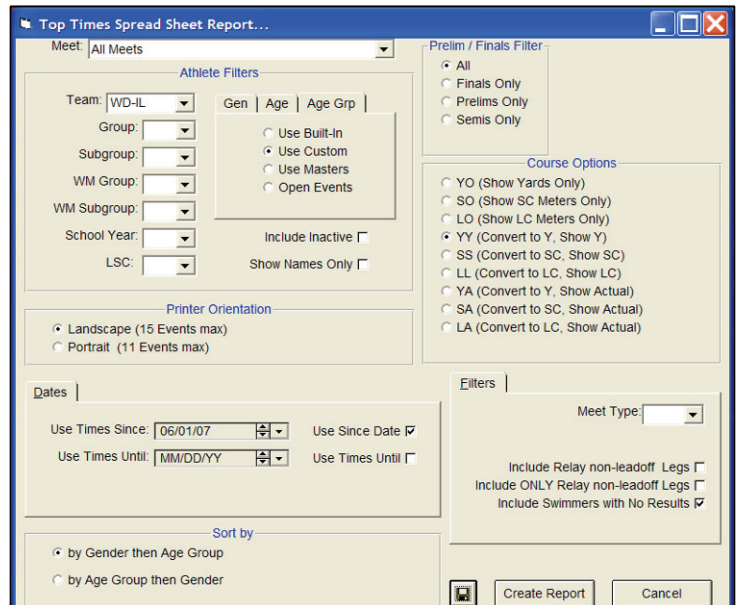 Top Times Spread Sheet Report...
Meet: All Meets
Athlete Filters
Team: WD-IL
Group:
Subgroup:
WM Group:
WM Subgroup:
School Year:
LSC:
Gen Age Age Grp
Use Built-In
Use Custom
Use Masters
Open Events
Include Inactive
Show Names Only
Prelim / Finals Filter
All
Finals Only
Prelims Only
Semis Only
Course Options
YO (Show Yards Only)
SO (Show SC Meters Only)
LO (Show LC Meters Only)
YY (Convert to Y, Show Y)
SS (Convert to SC, Show SC)
LL (Convert to LC, Show LC)
YA (Convert to Y, Show Actual)
SA (Convert to SC, Show Actual)
LA (Convert to LC, Show Actual)
Printer Orientation
Landscape (15 Events max)
Portrait (11 Events max)
Dates
Use Times Since: 06/01/07 Use Since Date
Use Times Until: MM/DD/YY Use Times Until
Filters
Meet Type:
Include Relay non-leadoff Legs
Include ONLY Relay non-leadoff Legs
Include Swimmers with No Results
Sort by
by Gender then Age Group
by Age Group then Gender
Create Report Cancel